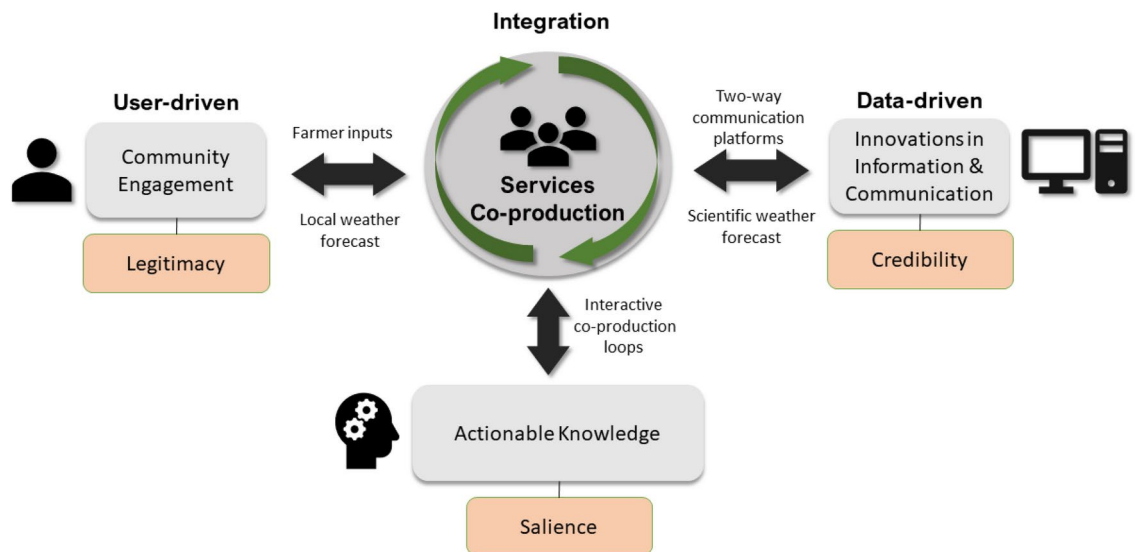 Integration
User-driven
Community
Engagement
Legitimacy
Farmer inputs
Local weather
forecast
Services
Co-production
Two-way
communication
platforms
Scientific weather
forecast
Data-driven
Innovations in
Information &
Communication
Credibility
Interactive
co-production
loops
Actionable Knowledge
Salience